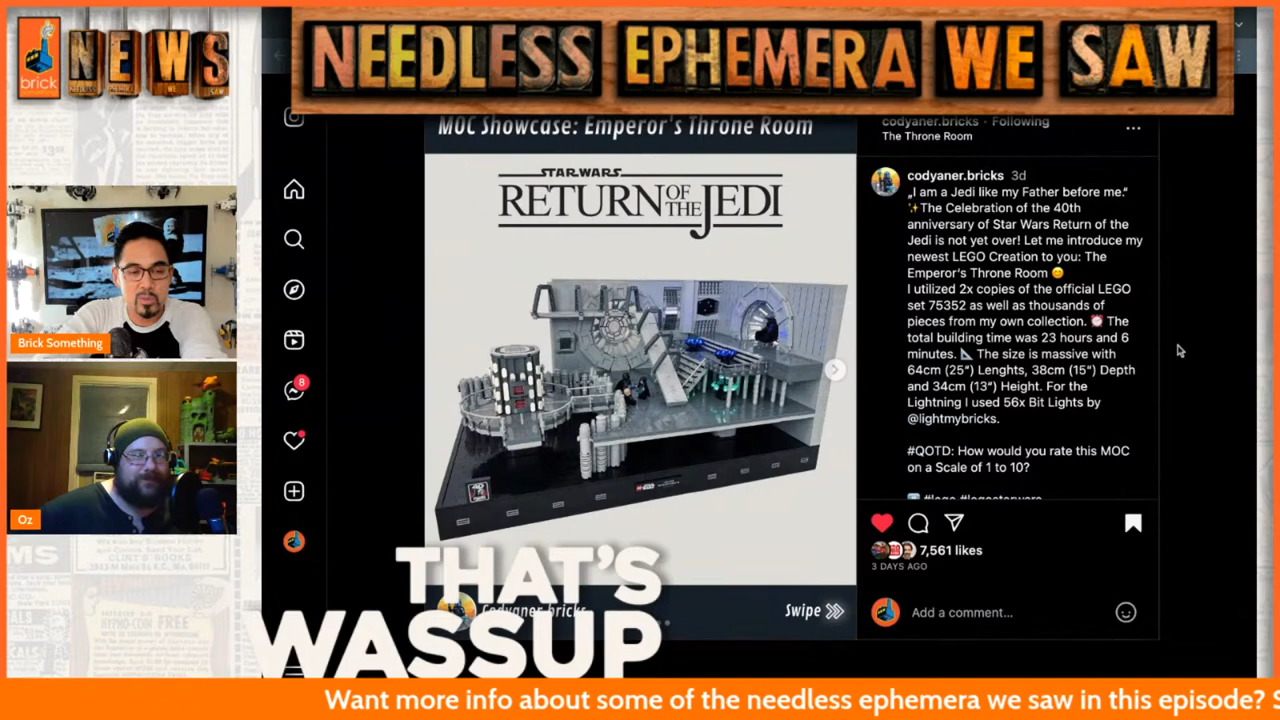 brick
NEWS
NEEDLESS EPHEMERA WE SAW
NEEDLESS EPHEMERA WE SAW
MOC Showcase: Emperor's Throne Room
STAR WARS
RETURN OF THE JEDI
codyaner.bricks • Following
The Throne Room
codyaner.bricks 3d
„I am a Jedi like my Father before me.“
✨The Celebration of the 40th
anniversary of Star Wars Return of the
Jedi is not yet over! Let me introduce my
newest LEGO Creation to you: The
Emperor's Throne Room 😊
I utilized 2x copies of the official LEGO
set 75352 as well as thousands of
pieces from my own collection. ⏰ The
total building time was 23 hours and 6
minutes. 📐 The size is massive with
64cm (25“) Lenghts, 38cm (15“) Depth
and 34cm (13“) Height. For the
Lightning I used 56x Bit Lights by
@lightmybricks.
#QOTD: How would you rate this MOC
on a Scale of 1 to 10?
#lego #legostarwars
7,561 likes
3 DAYS AGO
Add a comment...
8
Brick Something
Oz
Codyaner.bricks
Swipe
THAT'S
WASSUP
Want more info about some of the needless ephemera we saw in this episode? S